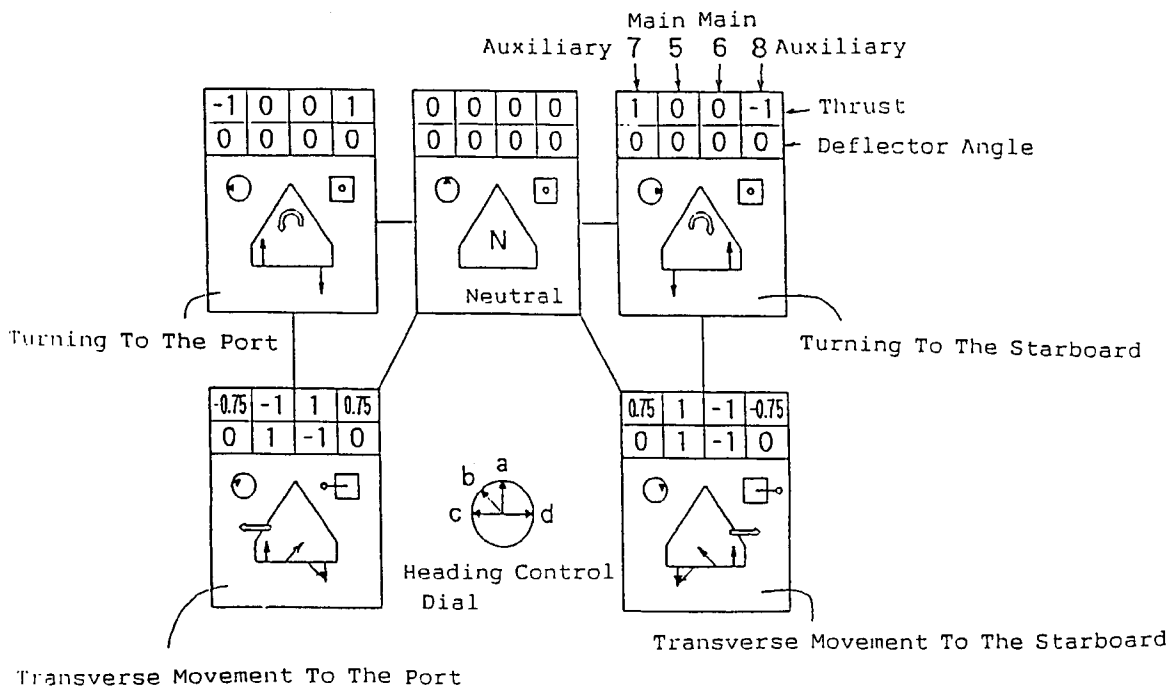 Main Main
Auxiliary 7 5 6 8 Auxiliary
-1 0 0 1
0 0 0 0
0 0 0 0
0 0 0 0
1 0 0 -1
0 0 0 0
Thrust
Deflector Angle
N
Neutral
Turning To The Port
Turning To The Starboard
-0.75 -1 1 0.75
0 1 -1 0
0.75 1 -1 -0.75
0 1 -1 0
a
b
c
d
Heading Control
Dial
Transverse Movement To The Port
Transverse Movement To The Starboard